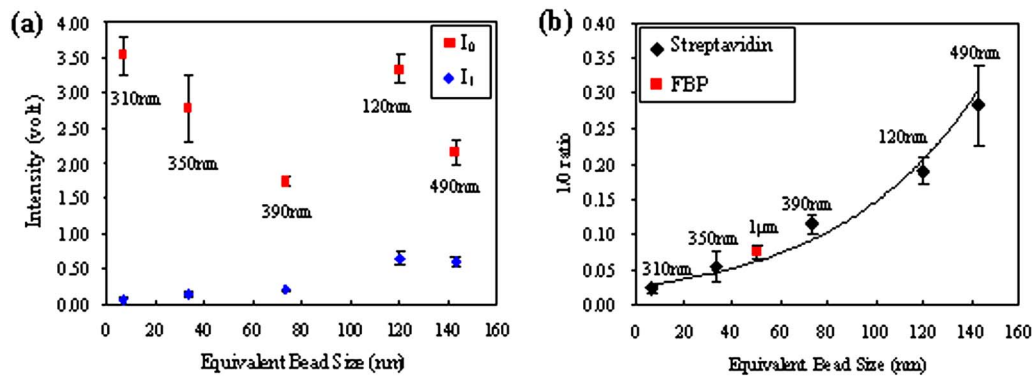 (a)
4.00
3.50
3.00
2.50
2.00
1.50
1.00
0.50
0.00
Intensity (volt)
I0
I1
310nm
350nm
390nm
120nm
490nm
0 20 40 60 80 100 120 140 160
Equivalent Bead Size (nm)
(b)
0.40
0.35
0.30
0.25
0.20
0.15
0.10
0.05
0.00
1/0 ratio
Streptavidin
FBP
310nm
350nm
1μm
390nm
120nm
490nm
0 20 40 60 80 100 120 140 160
Equivalent Bead Size (nm)